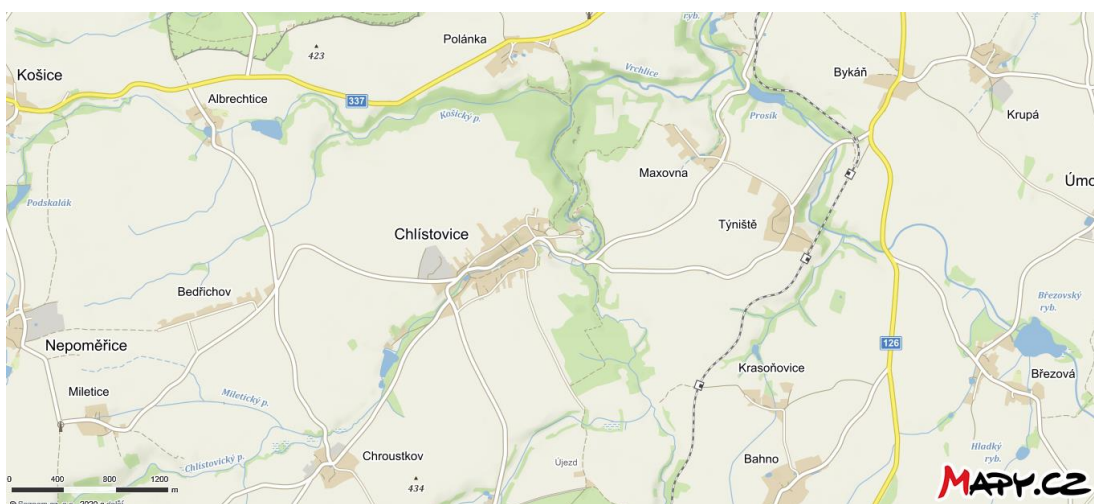 ryb.
Polánka
423
Vrchlice
Bykáň
Košice
Albrechtice
337
Košický p.
Prosík
Krupá
Maxovna
Podskalák
Týniště
Chlístovice
Bedřichov
Březovský
ryb.
Nepoměřice
126
Krasoňovice
Březová
Miletice
Miletický p.
Chroustkov
Chlístovický p.
Újezd
Bahno
Hladký
ryb.
434
0 400 800 1200
m
MAPY.CZ